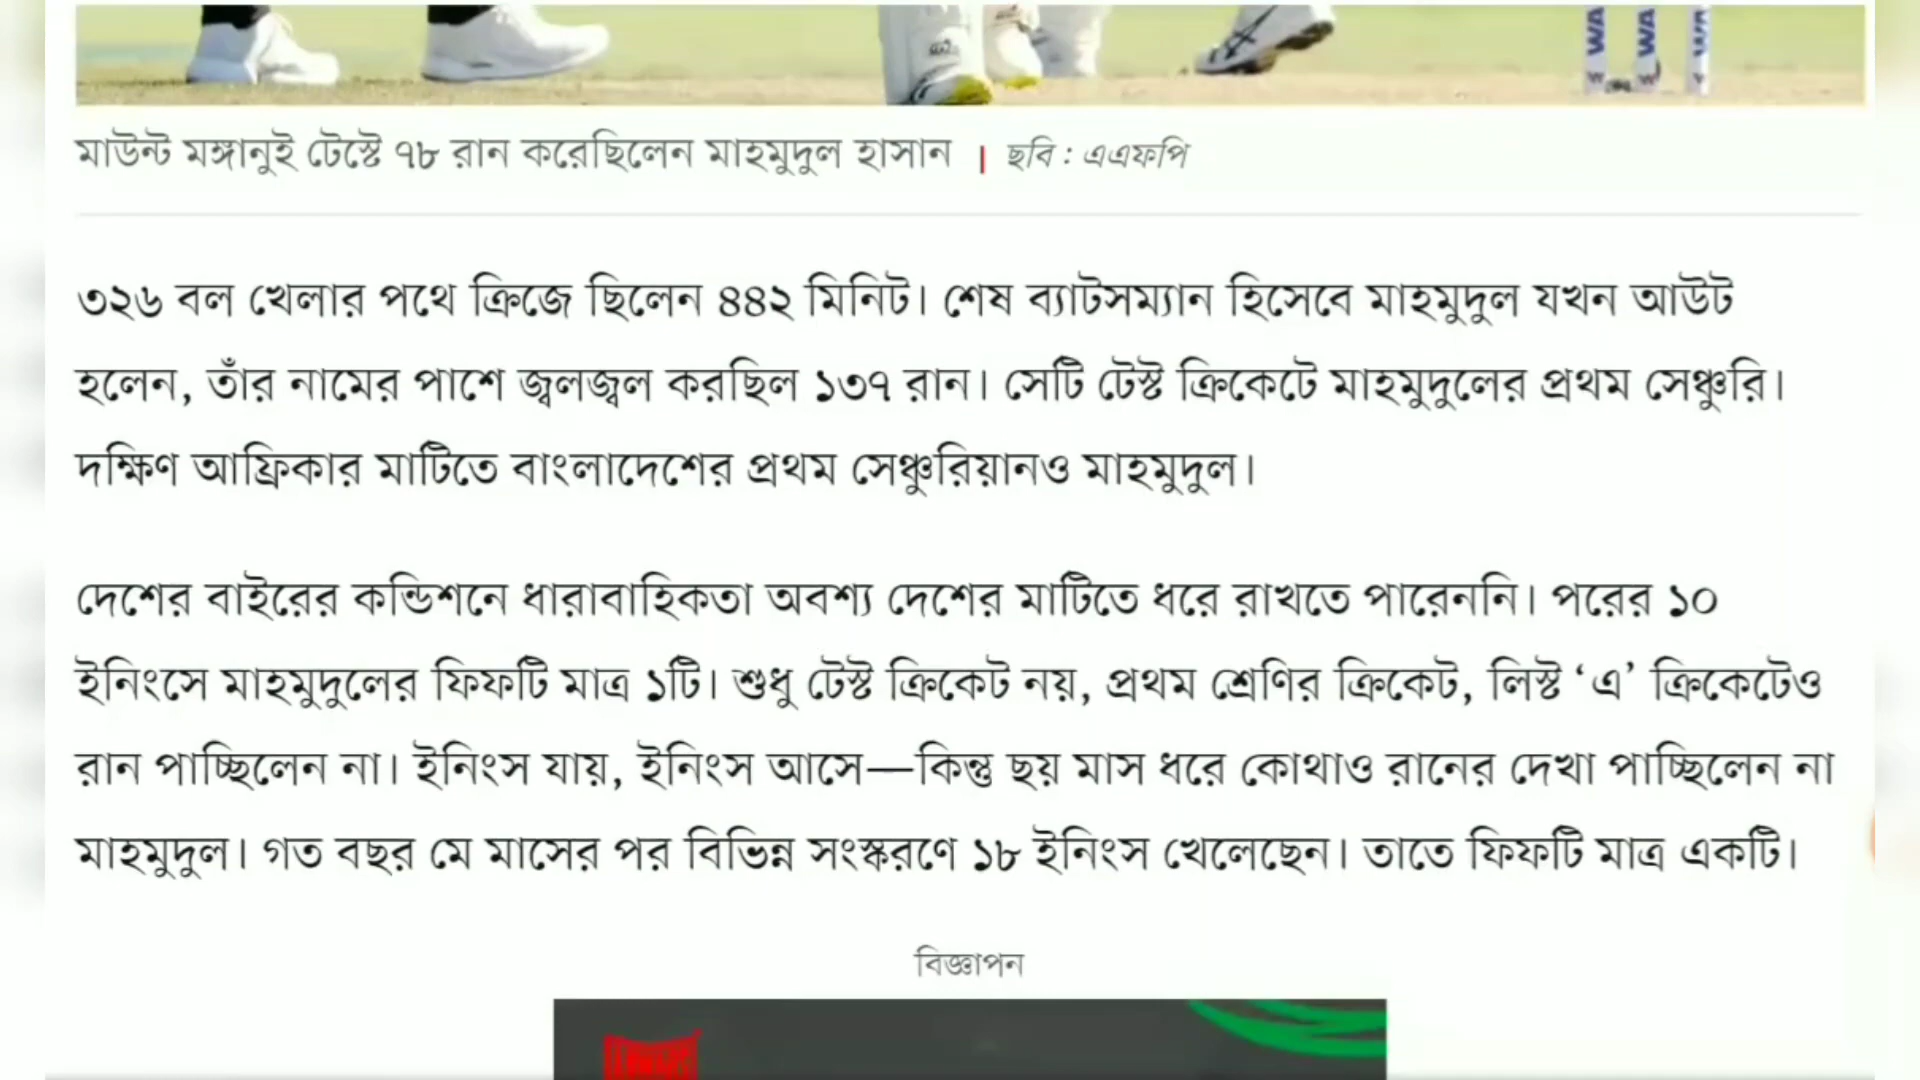 WA WA WA
মাউন্ট মঙ্গানুই টেস্টে ৭৮ রান করেছিলেন মাহমুদুল হাসান | ছবি : এএফপি
৩২৬ বল খেলার পথে ক্রিজে ছিলেন ৪৪২ মিনিট। শেষ ব্যাটসম্যান হিসেবে মাহমুদুল যখন আউট
হলেন, তাঁর নামের পাশে জ্বলজ্বল করছিল ১৩৭ রান। সেটি টেস্ট ক্রিকেটে মাহমুদুলের প্রথম সেঞ্চুরি।
দক্ষিণ আফ্রিকার মাটিতে বাংলাদেশের প্রথম সেঞ্চুরিয়ানও মাহমুদুল।
দেশের বাইরের কন্ডিশনে ধারাবাহিকতা অবশ্য দেশের মাটিতে ধরে রাখতে পারেননি। পরের ১০
ইনিংসে মাহমুদুলের ফিফটি মাত্র ১টি। শুধু টেস্ট ক্রিকেট নয়, প্রথম শ্রেণির ক্রিকেট, লিস্ট ‘এ’ ক্রিকেটেও
রান পাচ্ছিলেন না। ইনিংস যায়, ইনিংস আসে—কিন্তু ছয় মাস ধরে কোথাও রানের দেখা পাচ্ছিলেন না
মাহমুদুল। গত বছর মে মাসের পর বিভিন্ন সংস্করণে ১৮ ইনিংস খেলেছেন। তাতে ফিফটি মাত্র একটি।
বিজ্ঞাপন